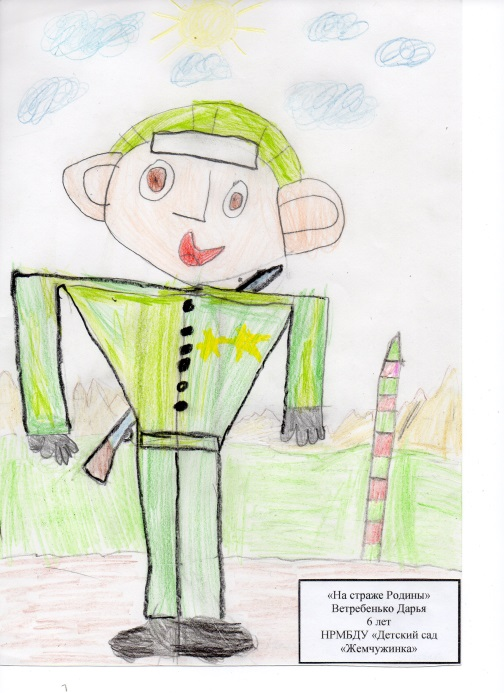 «На страже Родины»
Ветребенько Дарья
6 лет
НРМБДУ «Детский сад
«Жемчужинка»